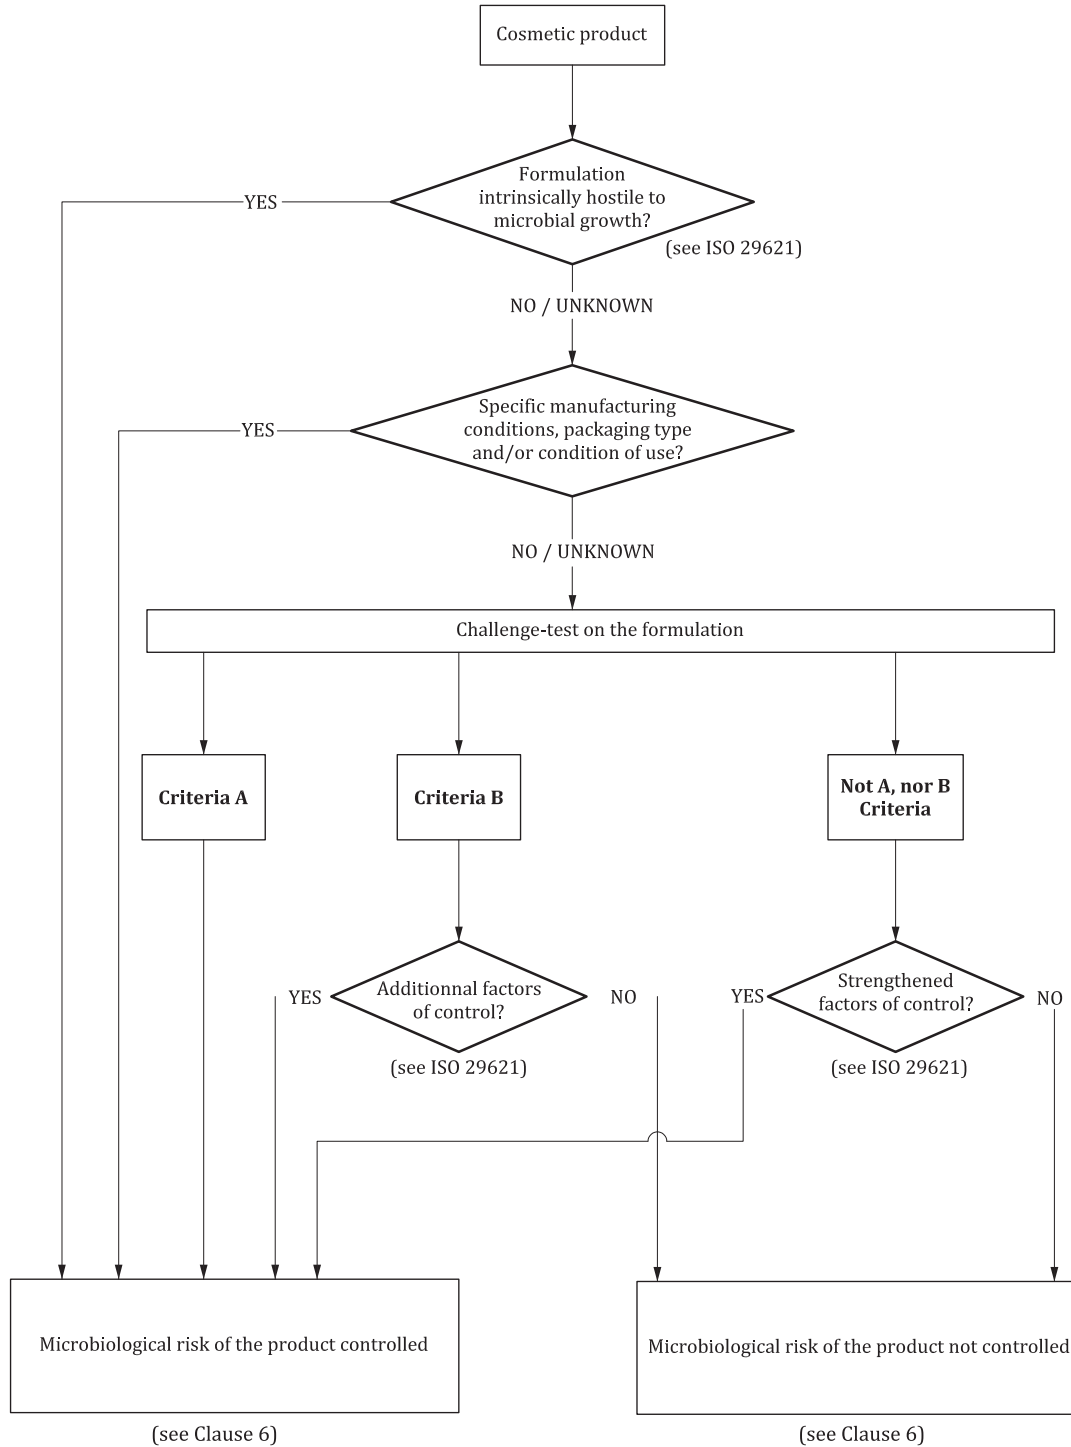 Cosmetic product
Formulation
intrinsically hostile to
microbial growth?
YES
(see ISO 29621)
NO / UNKNOWN
Specific manufacturing
conditions, packaging type
and/or condition of use?
YES
NO / UNKNOWN
Challenge-test on the formulation
Criteria A
Criteria B
Not A, nor B
Criteria
YES
Additionnal factors
of control?
NO
(see ISO 29621)
YES
Strengthened
factors of control?
NO
(see ISO 29621)
Microbiological risk of the product controlled
Microbiological risk of the product not controlled
(see Clause 6)
(see Clause 6)